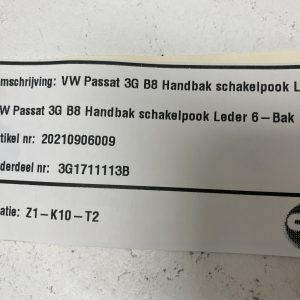 mschrijving: VW Passat 3G B8 Handbak schakelpook L
W Passat 3G B8 Handbak schakelpook Leder 6-Bak
tikel nr: 20210906009
derdeel nr: 3G1711113B
atie: Z1-K10-T2